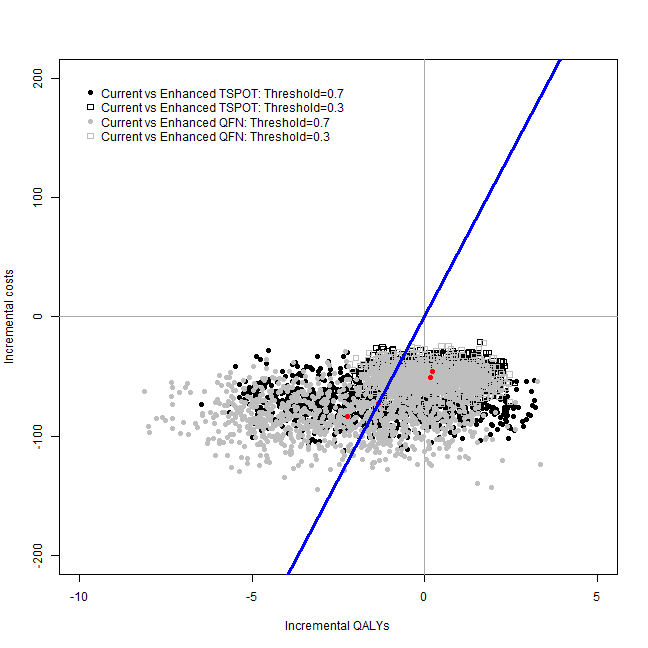 Current vs Enhanced TSPOT: Threshold=0.7
Current vs Enhanced TSPOT: Threshold=0.3
Current vs Enhanced QFN: Threshold=0.7
Current vs Enhanced QFN: Threshold=0.3
200
100
0
-100
-200
Incremental costs
-10
-5
0
5
Incremental QALYs